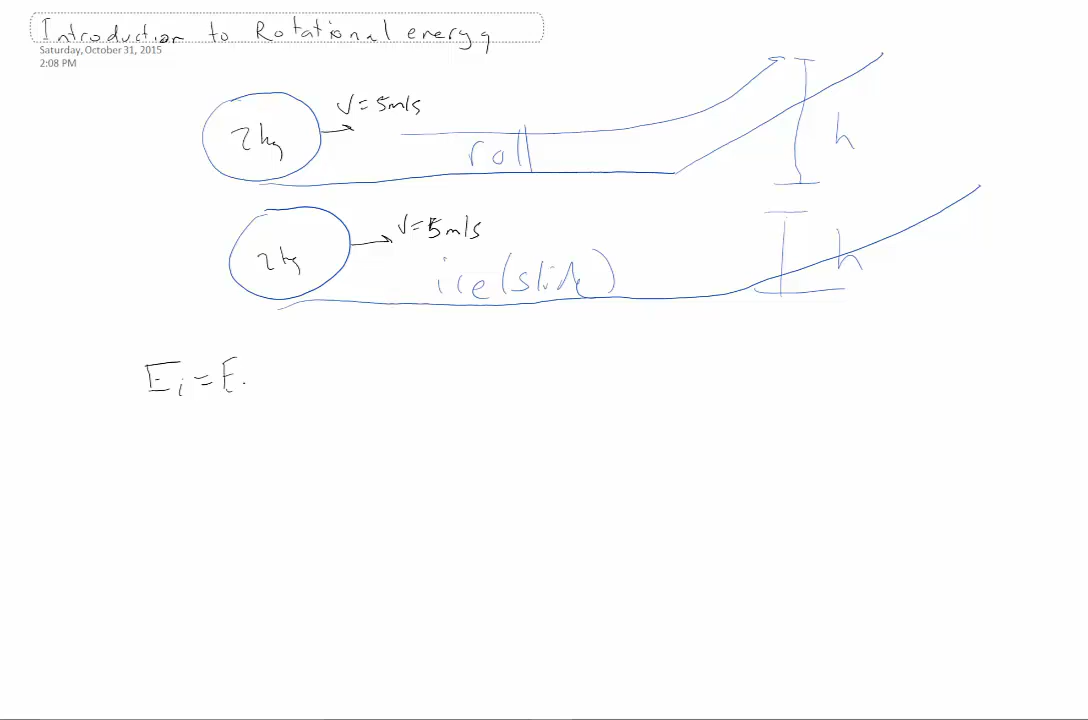 Introduction to Rotational energy
Saturday, October 31, 2015
2:08 PM
2kg
V=5m/s
roll
h
2kg
V=5m/s
ice(slide)
h
Ei=E